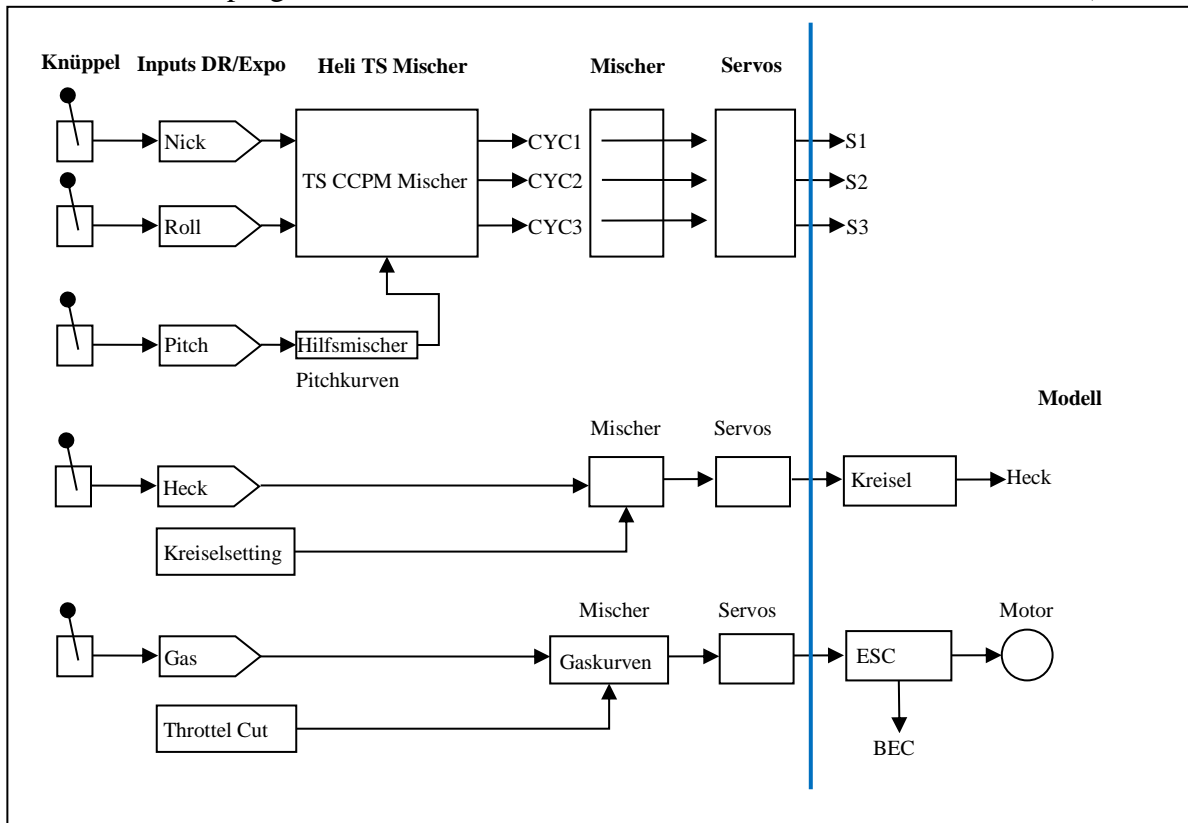 Knüppel Inputs DR/Expo Heli TS Mischer Mischer Servos
Nick CYC1 S1
TS CCPM Mischer CYC2 S2
Roll CYC3 S3
Pitch Hilfsmischer
Pitchkurven
Modell
Mischer Servos
Heck Kreisel Heck
Kreiselsetting
Mischer Servos Motor
Gas Gaskurven ESC
Throttel Cut
BEC